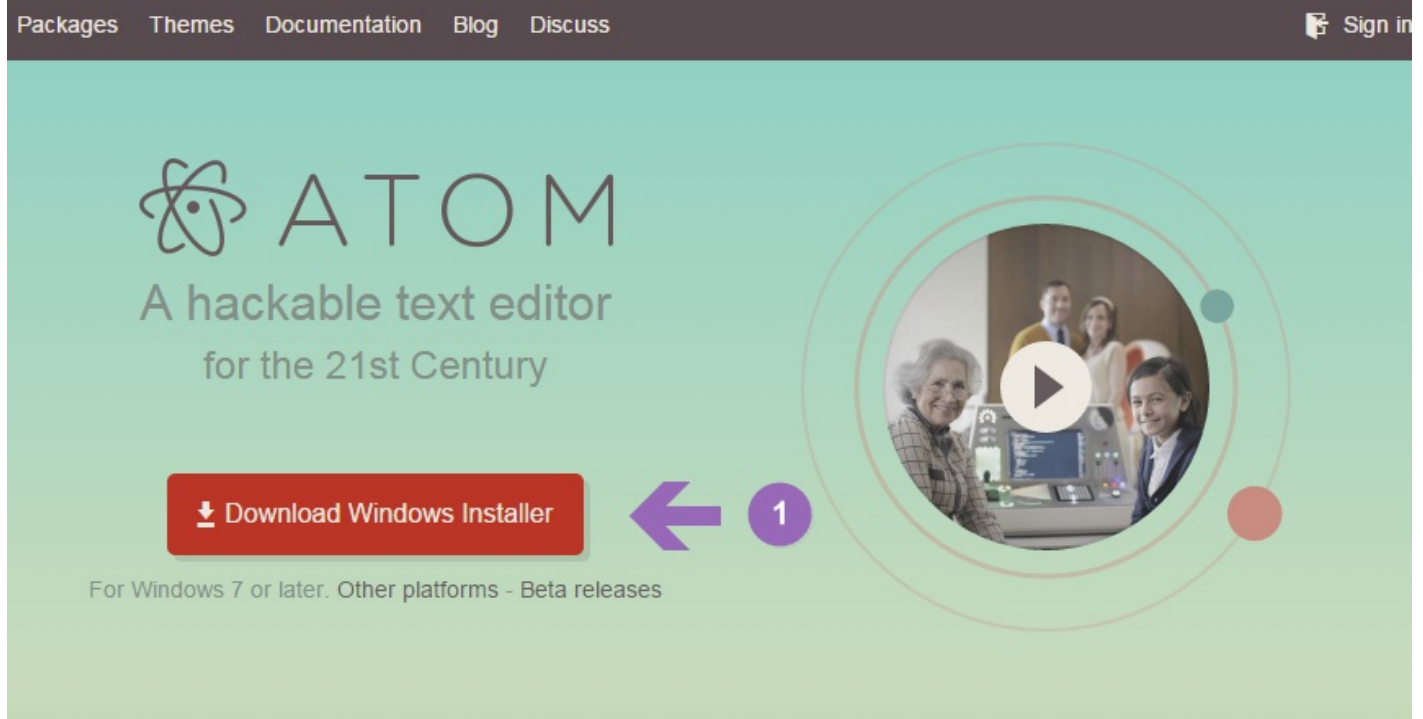 Packages Themes Documentation Blog Discuss Sign in
ATOM
A hackable text editor
for the 21st Century
Download Windows Installer
1
For Windows 7 or later. Other platforms - Beta releases